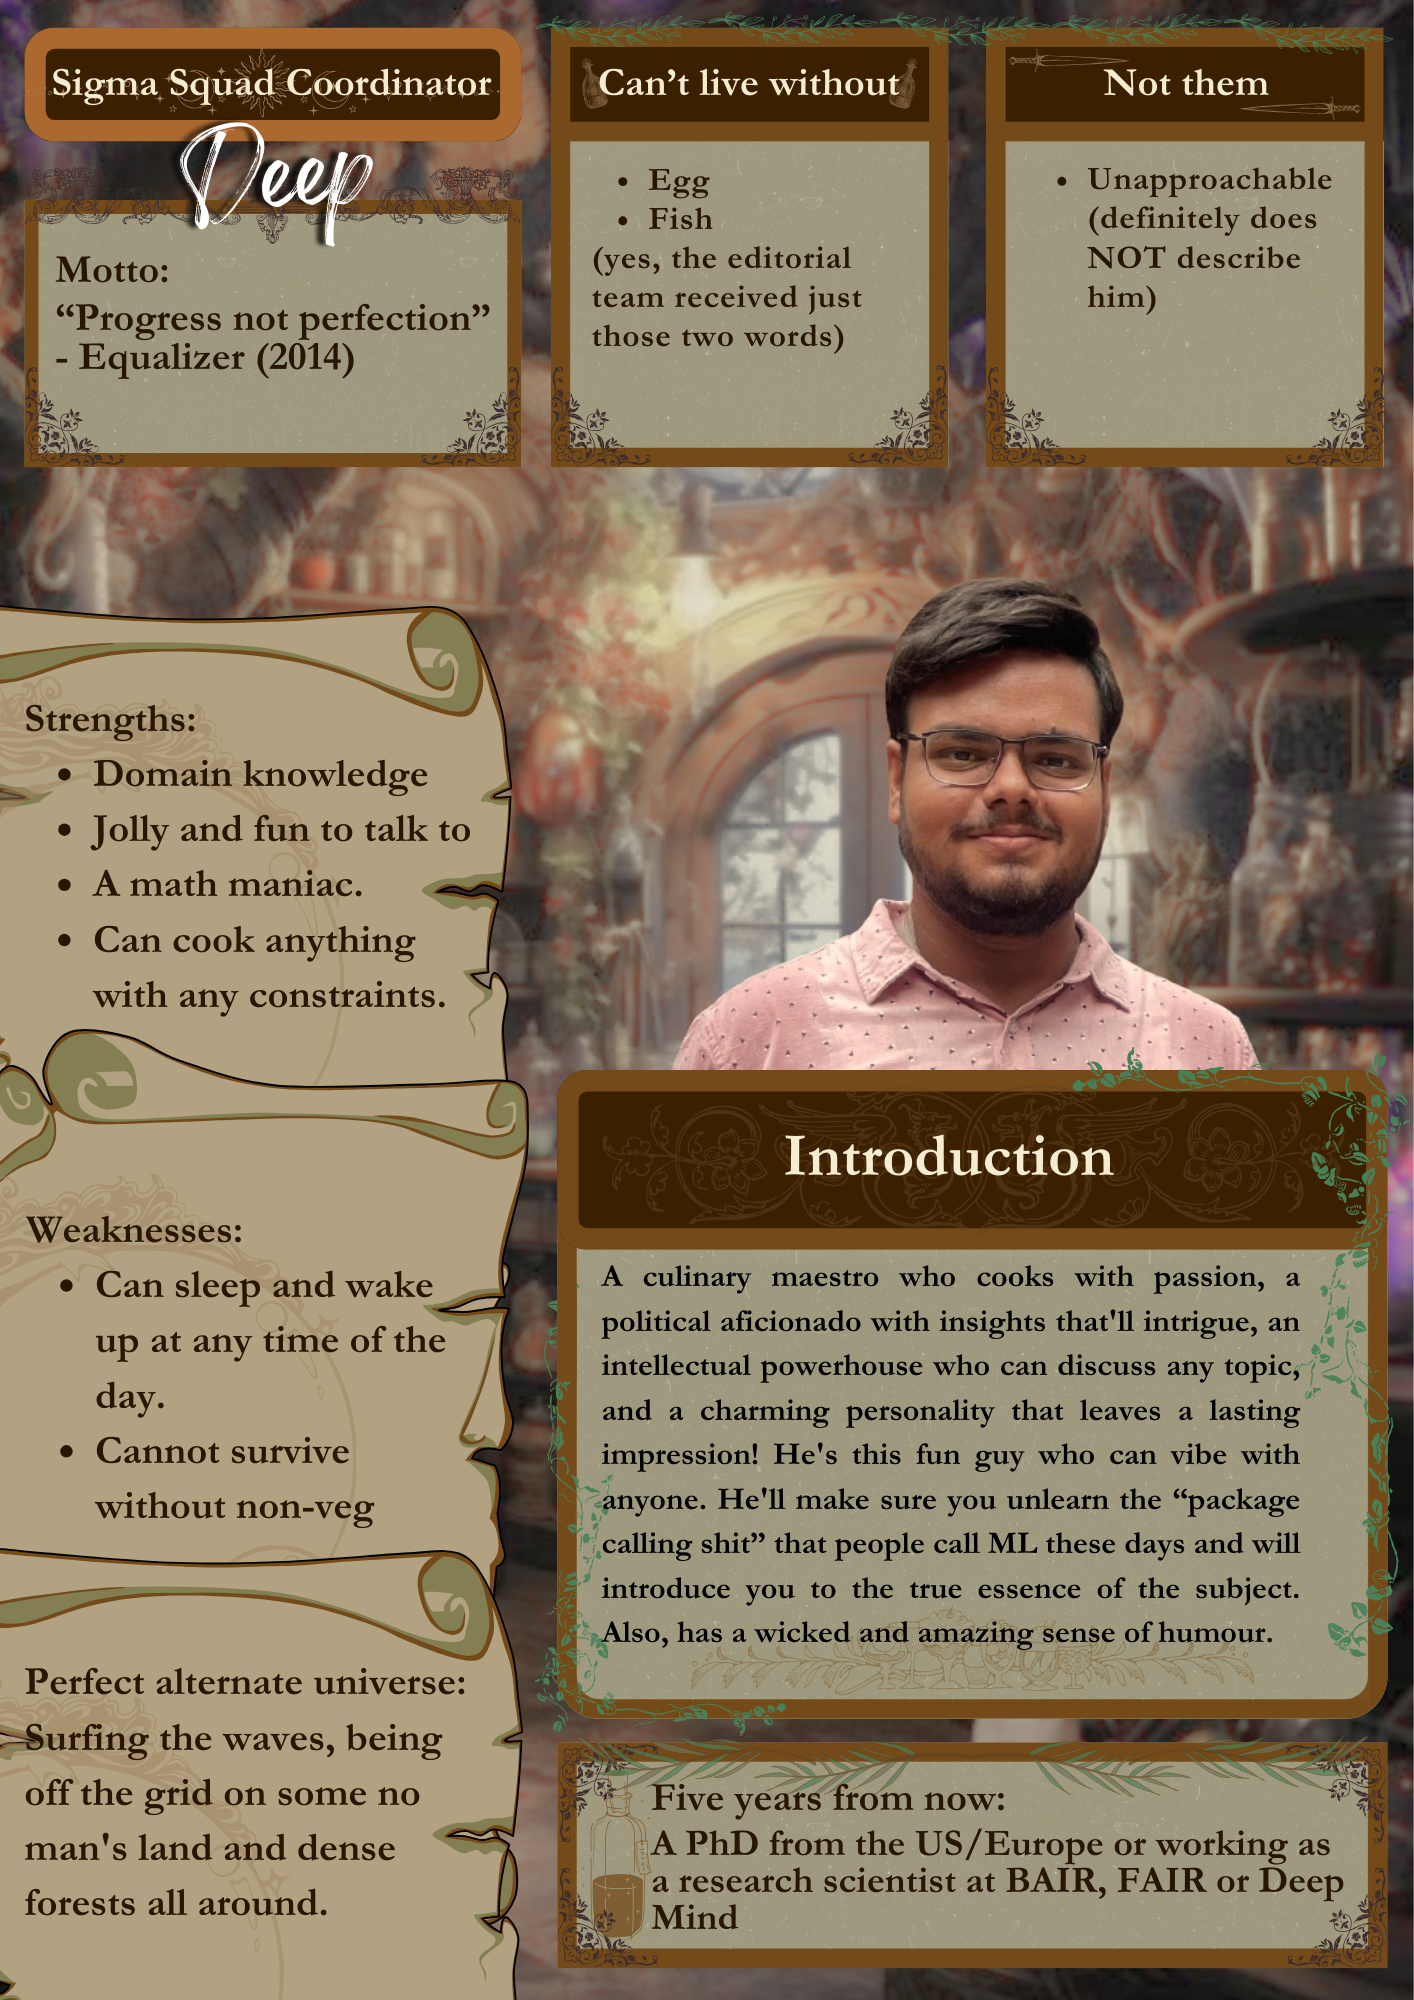 Sigma Squad Coordinator
Deep
Motto:
“Progress not perfection”
- Equalizer (2014)
Can’t live without
• Egg
• Fish
(yes, the editorial
team received just
those two words)
Not them
• Unapproachable
(definitely does
NOT describe
him)
Strengths:
• Domain knowledge
• Jolly and fun to talk to
• A math maniac.
• Can cook anything
with any constraints.
Weaknesses:
• Can sleep and wake
up at any time of the
day.
• Cannot survive
without non-veg
Perfect alternate universe:
Surfing the waves, being
off the grid on some no
man's land and dense
forests all around.
Introduction
A culinary maestro who cooks with passion, a
political aficionado with insights that'll intrigue, an
intellectual powerhouse who can discuss any topic,
and a charming personality that leaves a lasting
impression! He's this fun guy who can vibe with
anyone. He'll make sure you unlearn the “package
calling shit” that people call ML these days and will
introduce you to the true essence of the subject.
Also, has a wicked and amazing sense of humour.
Five years from now:
A PhD from the US/Europe or working as
a research scientist at BAIR, FAIR or Deep
Mind